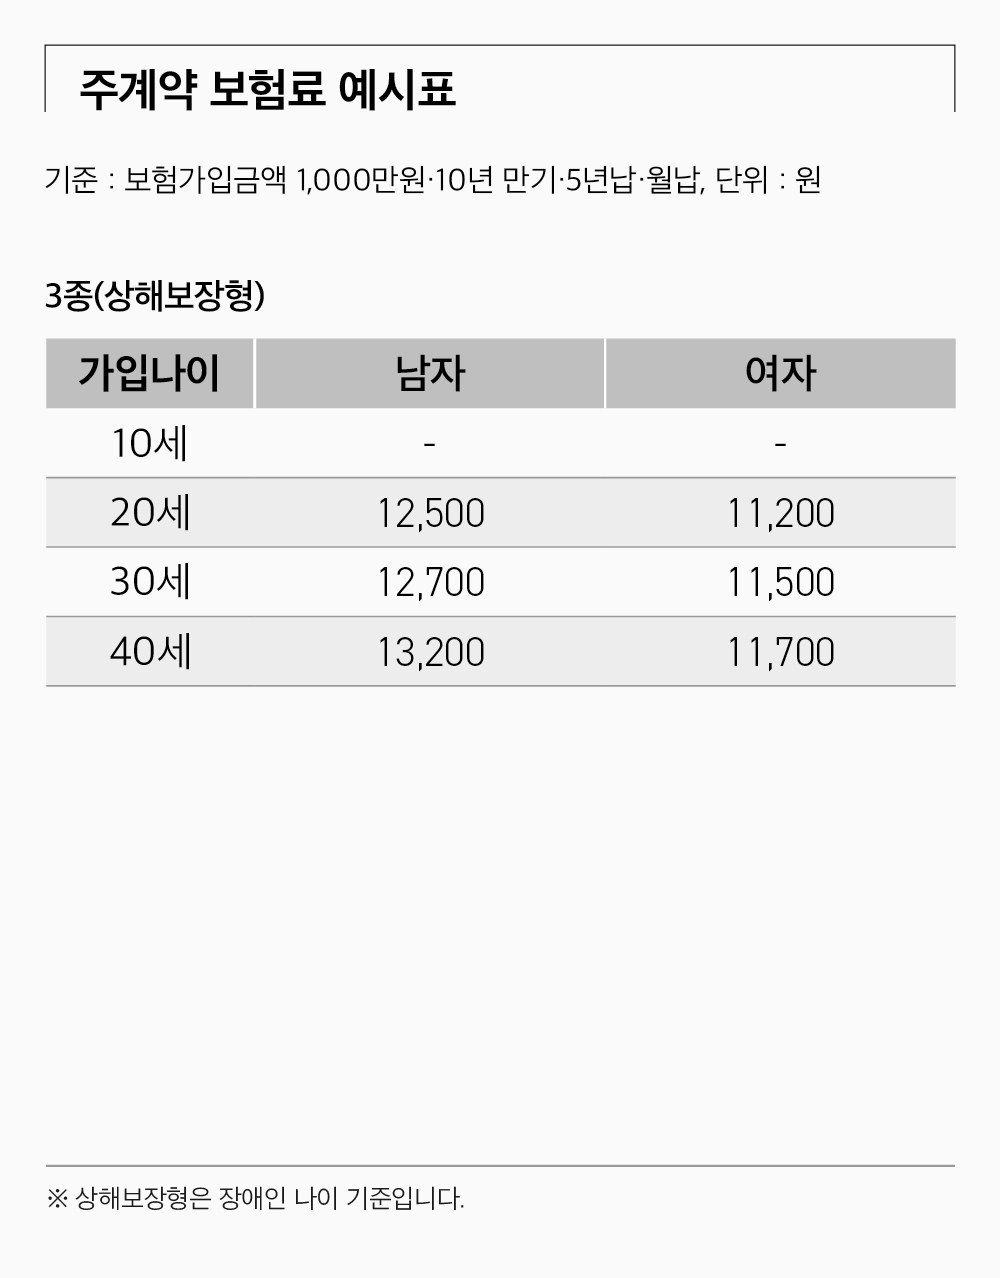 주계약 보험료 예시표
기준 : 보험가입금액 1,000만원·10년 만기·5년납·월납, 단위 : 원
3종(상해보장형)
가입나이 남자 여자
10세 - -
20세 12,500 11,200
30세 12,700 11,500
40세 13,200 11,700
※ 상해보장형은 장애인 나이 기준입니다.